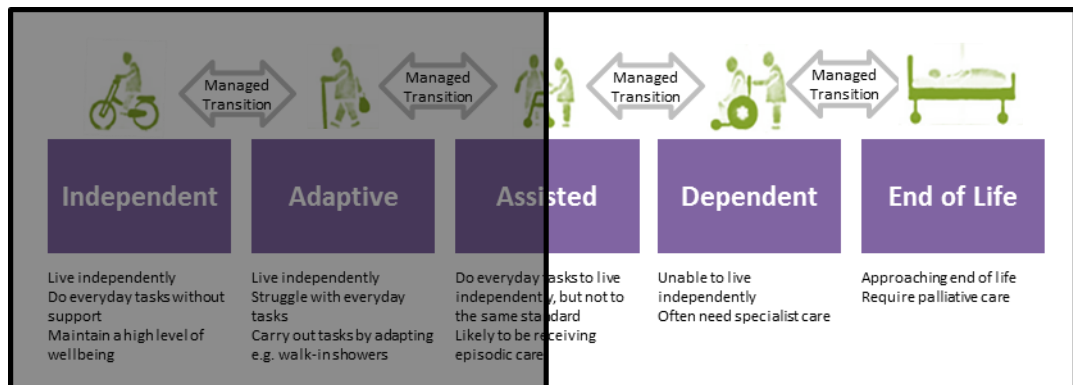 Managed
Transition
Managed
Transition
Managed
Transition
Managed
Transition
Independent
Adaptive
Assisted
Dependent
End of Life
Live independently
Do everyday tasks without
support
Maintain a high level of
wellbeing
Live independently
Struggle with everyday
tasks
Carry out tasks by adapting
e.g. walk-in showers
Do everyday tasks to live
independently, but not to
the same standard
Likely to be receiving
episodic care
Unable to live
independently
Often need specialist care
Approaching end of life
Require palliative care